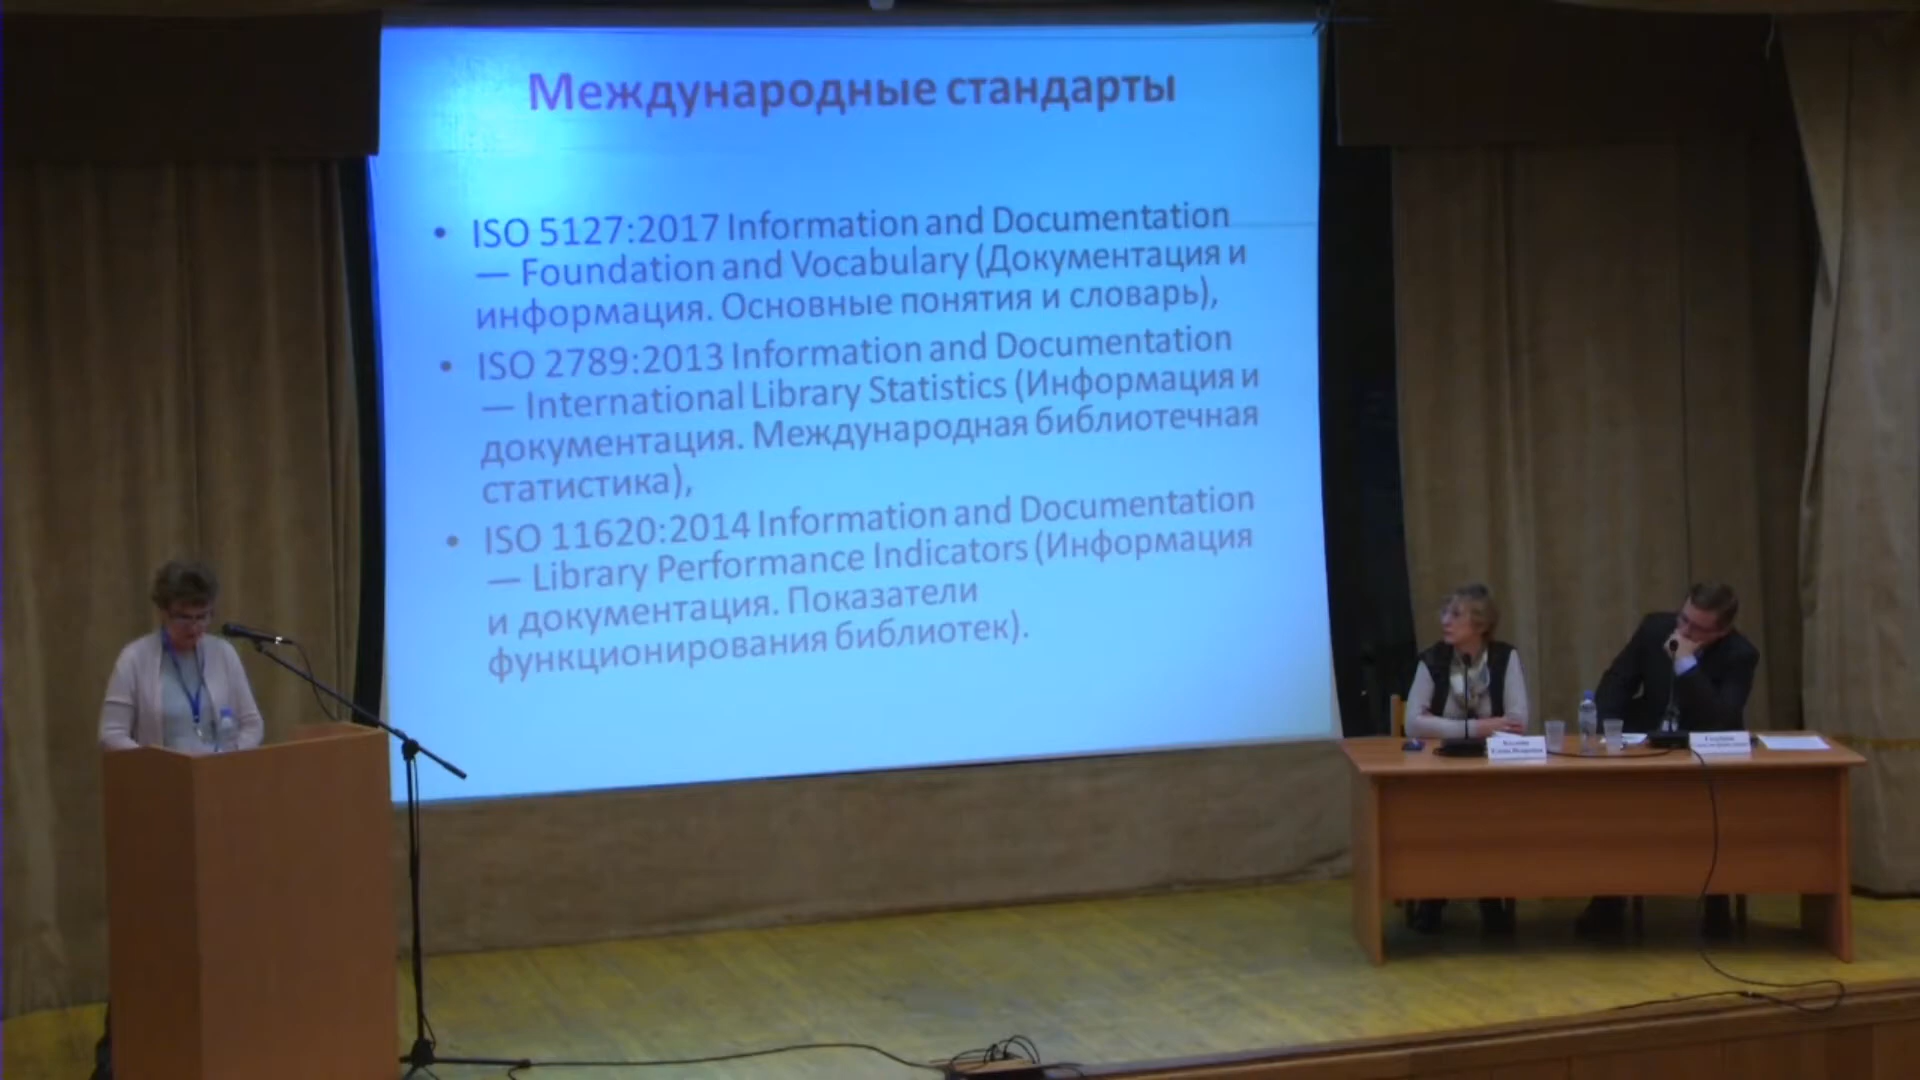 Международные стандарты
• ISO 5127:2017 Information and Documentation
— Foundation and Vocabulary (Документация и
информация. Основные понятия и словарь),
• ISO 2789:2013 Information and Documentation
— International Library Statistics (Информация и
документация. Международная библиотечная
статистика),
• ISO 11620:2014 Information and Documentation
— Library Performance Indicators (Информация
и документация. Показатели
функционирования библиотек).